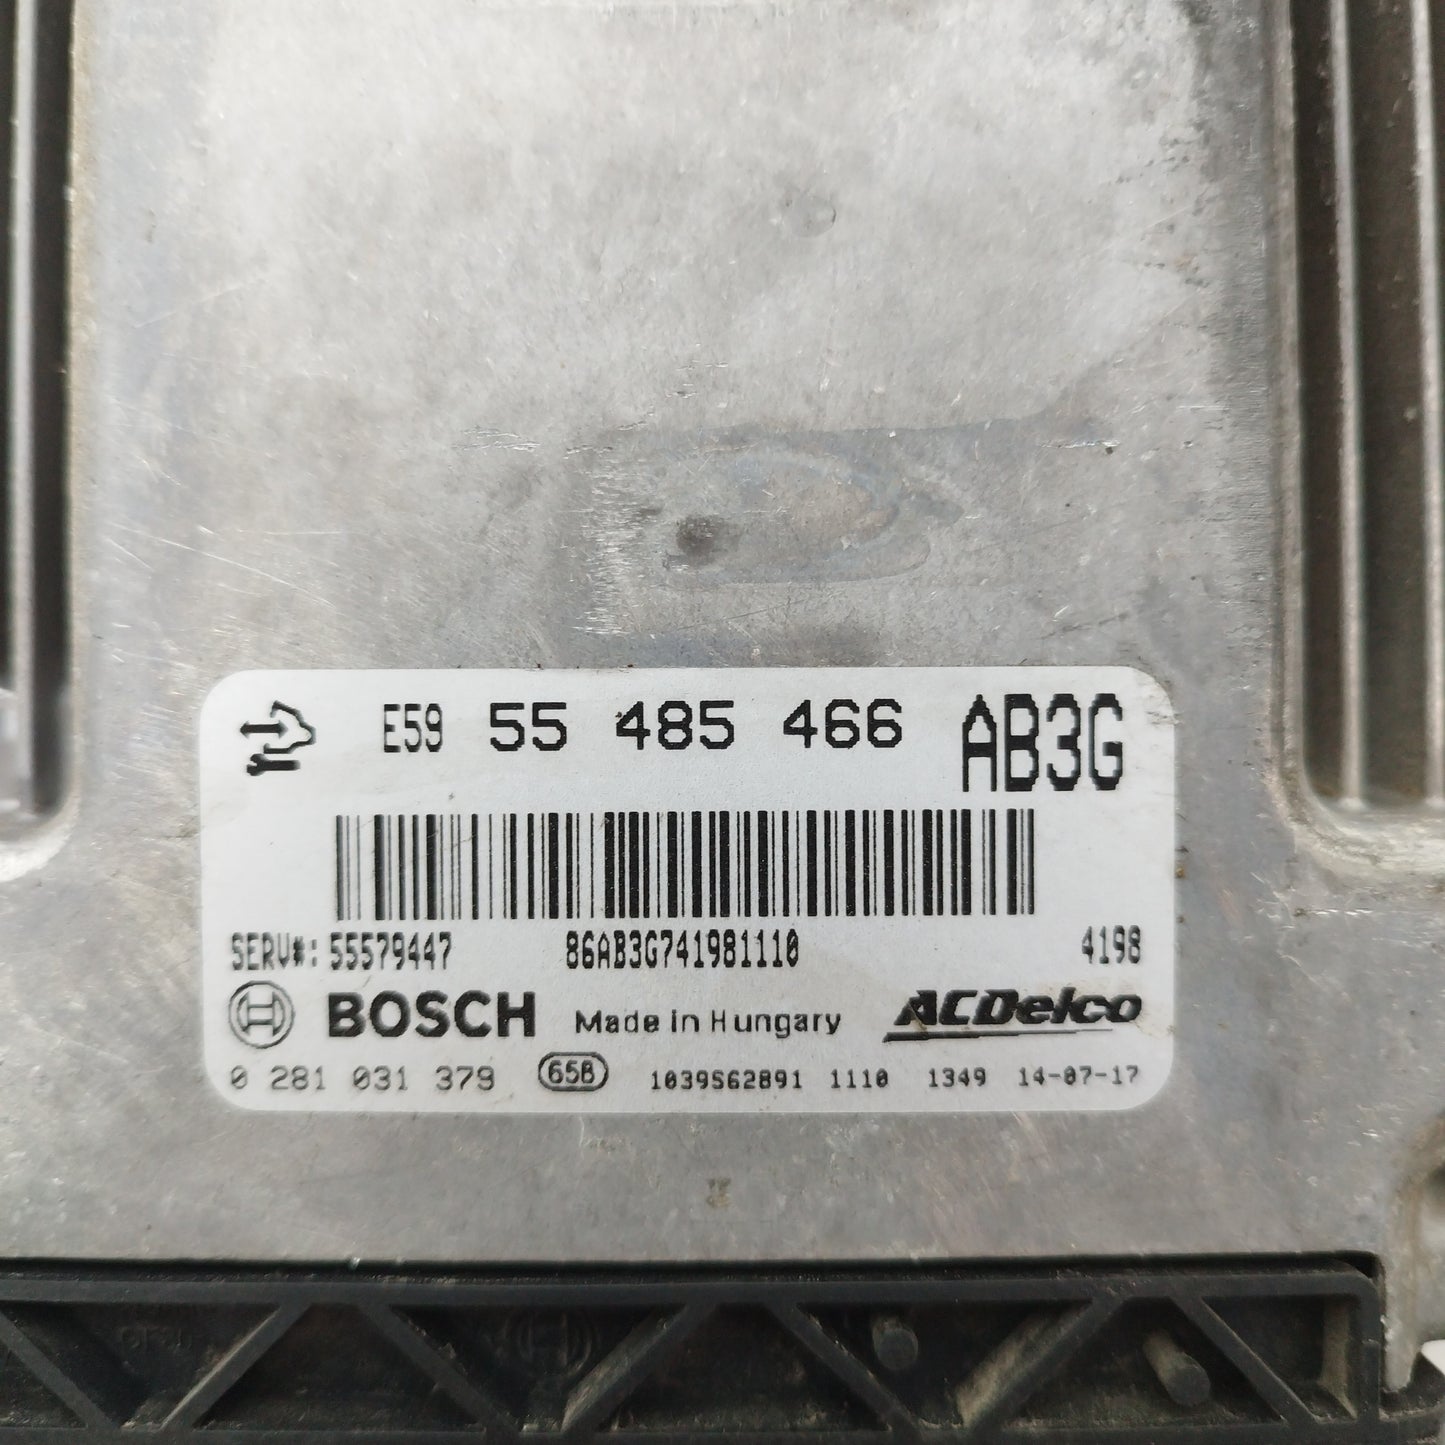 E59 55 485 466 AB3G
SERV#: 55579447 86AB3G741981110 4198
BOSCH Made in Hungary ACDelco
0 281 031 379 65B 1039S62891 1110 1349 14-07-17